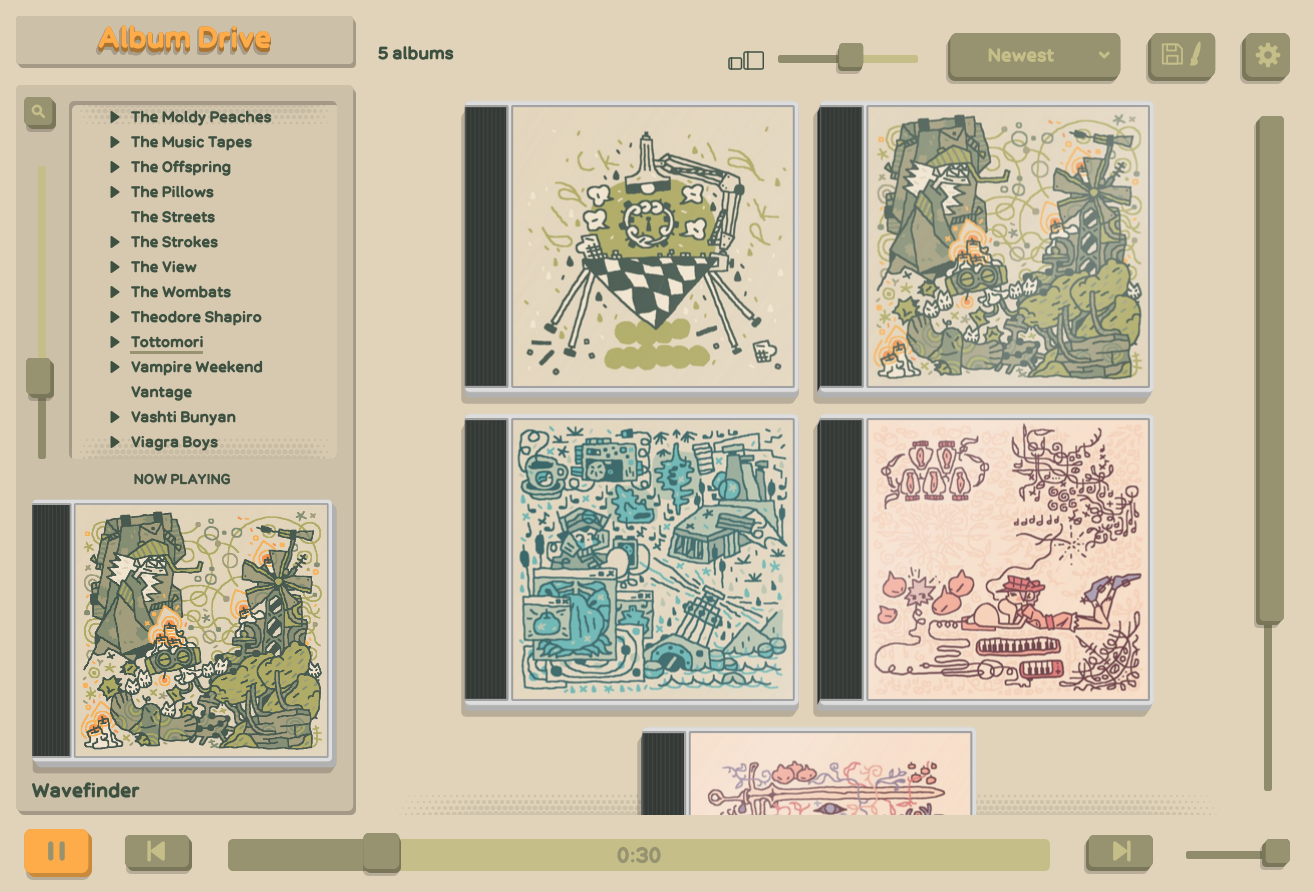 Album Drive
5 albums
Newest
The Moldy Peaches
The Music Tapes
The Offspring
The Pillows
The Streets
The Strokes
The View
The Wombats
Theodore Shapiro
Tottomori
Vampire Weekend
Vantage
Vashti Bunyan
Viagra Boys
NOW PLAYING
Wavefinder
0:30